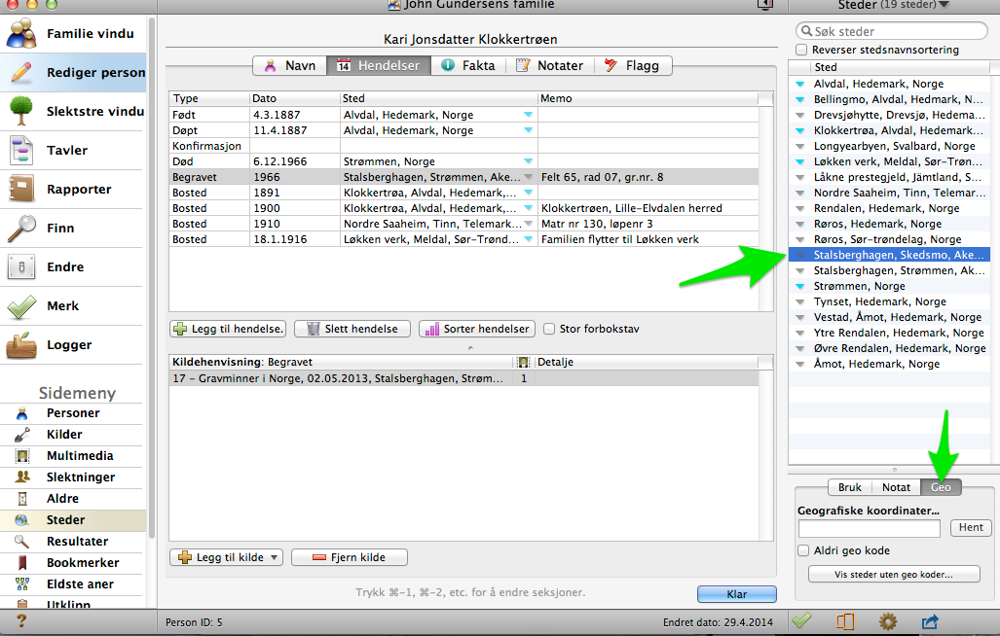 John Gundersens familie
Steder (19 steder)
Familie vindu
Rediger person
Slektstre vindu
Tavler
Rapporter
Finn
Endre
Merk
Logger
Sidemeny
Personer
Kilder
Multimedia
Slektninger
Aldre
Steder
Resultater
Bookmerker
Eldste aner
Utklipp
?
Kari Jonsdatter Klokkertrøen
Navn 14 Hendelser Fakta Notater Flagg
Type Dato Sted Memo
Født 4.3.1887 Alvdal, Hedemark, Norge
Døpt 11.4.1887 Alvdal, Hedemark, Norge
Konfirmasjon
Død 6.12.1966 Strømmen, Norge
Begravet 1966 Stalsberghagen, Strømmen, Ake... Felt 65, rad 07, gr.nr. 8
Bosted 1891 Klokkertrøa, Alvdal, Hedemark,...
Bosted 1900 Klokkertrøa, Alvdal, Hedemark,... Klokkertrøen, Lille-Elvdalen herred
Bosted 1910 Nordre Saaheim, Tinn, Telemark... Matr nr 130, løpenr 3
Bosted 18.1.1916 Løkken verk, Meldal, Sør-Trønd... Familien flytter til Løkken verk
Legg til hendelse. Slett hendelse Sorter hendelser Stor forbokstav
Kildehenvisning: Begravet Detalje
17 – Gravminner i Norge, 02.05.2013, Stalsberghagen, Strøm... 1
Legg til kilde Fjern kilde
Trykk ⌘-1, ⌘-2, etc. for å endre seksjoner.
Klar
Person ID: 5 Endret dato: 29.4.2014
Søk steder
Reverser stedsnavnsortering
Sted
Alvdal, Hedemark, Norge
Bellingmo, Alvdal, Hedmark, N...
Drevsjøhytte, Drevsjø, Hedema...
Klokkertrøa, Alvdal, Hedemark...
Longyearbyen, Svalbard, Norge
Løkken verk, Meldal, Sør-Trøn...
Låkne prestegjeld, Jämtland, S...
Nordre Saaheim, Tinn, Telemar...
Rendalen, Hedemark, Norge
Røros, Hedemark, Norge
Røros, Sør-trøndelag, Norge
Stalsberghagen, Skedsmo, Ake...
Stalsberghagen, Strømmen, Ak...
Strømmen, Norge
Tynset, Hedemark, Norge
Vestad, Åmot, Hedemark, Norge
Ytre Rendalen, Hedemark, Norge
Øvre Rendalen, Hedemark, Norge
Åmot, Hedemark, Norge
Bruk Notat Geo
Geografiske koordinater...
Hent
Aldri geo kode
Vis steder uten geo koder...